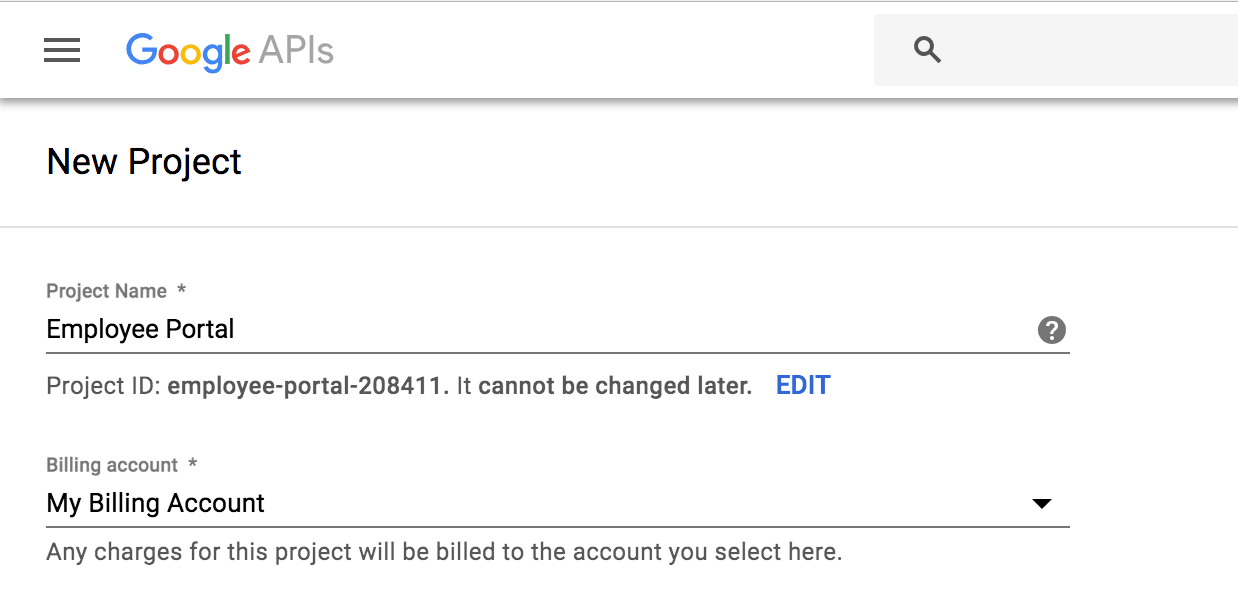 Google APIs
New Project
Project Name *
Employee Portal
Project ID: employee-portal-208411. It cannot be changed later. EDIT
Billing account *
My Billing Account
Any charges for this project will be billed to the account you select here.